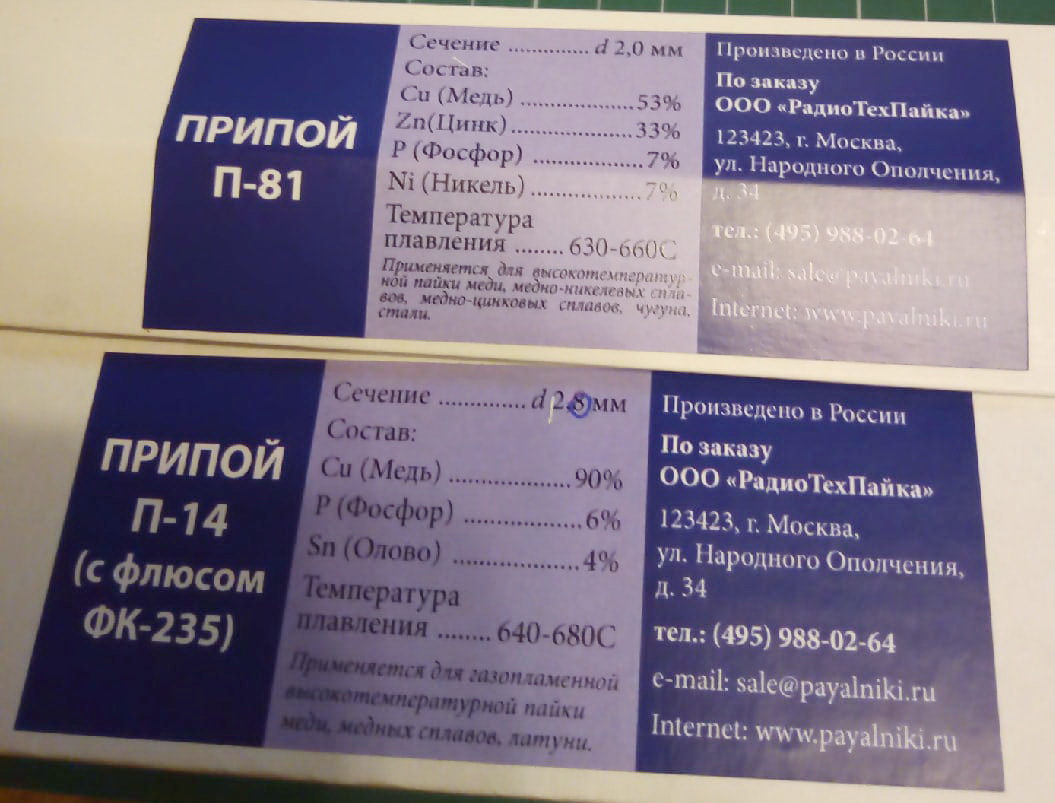 ПРИПОЙ
П-81
Сечение .............. d 2,0 мм
Состав:
Cu (Медь) ......................53%
Zn(Цинк)........................33%
P (Фосфор) .....................7%
Ni (Никель)......................7%
Температура
плавления ........ 630-660С
Применяется для высокотемператур-
ной пайки меди, медно-никелевых спла-
вов, медно-цинковых сплавов, чугуна,
стали.
Произведено в России
По заказу
ООО «РадиоТехПайка»
123423, г. Москва,
ул. Народного Ополчения,
д. 34
тел.: (495) 988-02-64
e-mail: sale@payalniki.ru
Internet: www.payalniki.ru
ПРИПОЙ
П-14
(с флюсом
ФК-235)
Сечение .............. d 2,8 мм
Состав:
Cu (Медь) ......................90%
P (Фосфор) .....................6%
Sn (Олово) .......................4%
Температура
плавления ........ 640-680С
Применяется для газопламенной
высокотемпературной пайки
меди, медных сплавов, латуни.
Произведено в России
По заказу
ООО «РадиоТехПайка»
123423, г. Москва,
ул. Народного Ополчения,
д. 34
тел.: (495) 988-02-64
e-mail: sale@payalniki.ru
Internet: www.payalniki.ru